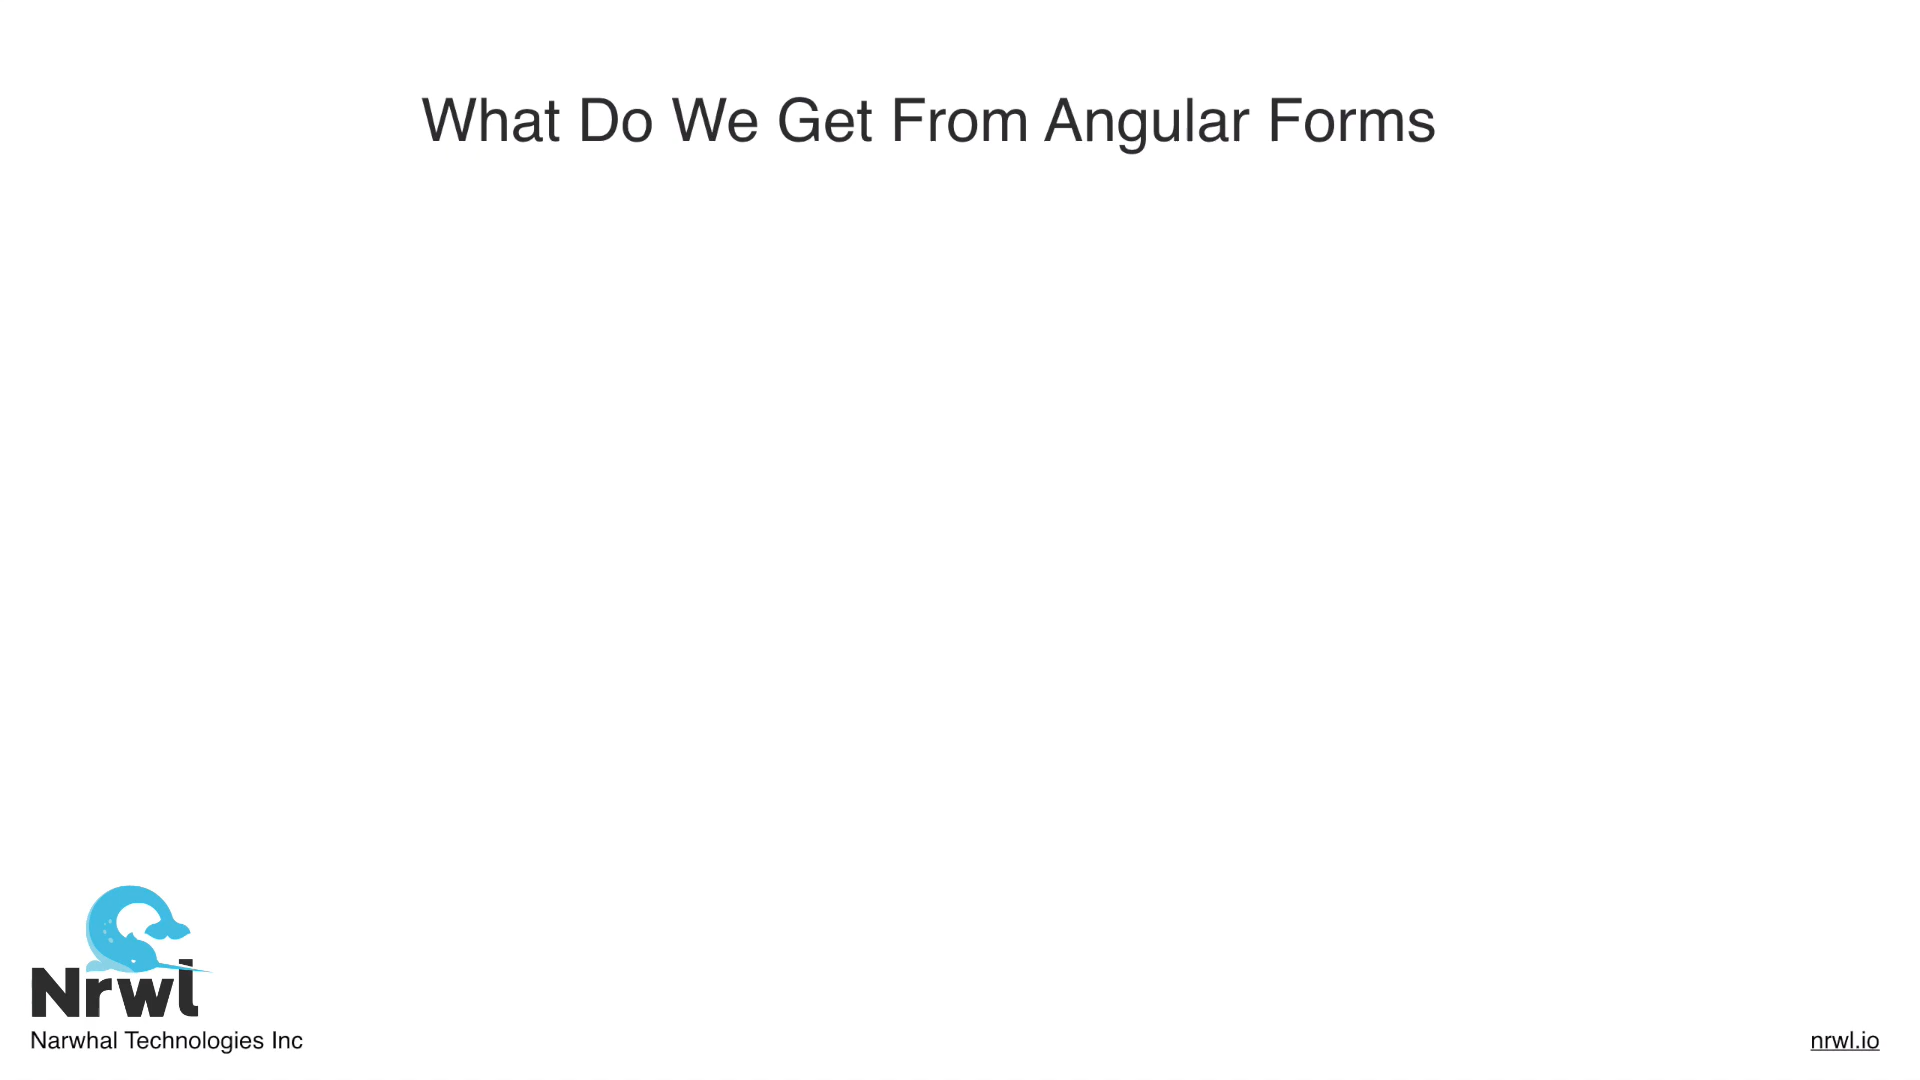 What Do We Get From Angular Forms
Nrwl
Narwhal Technologies Inc
nrwl.io